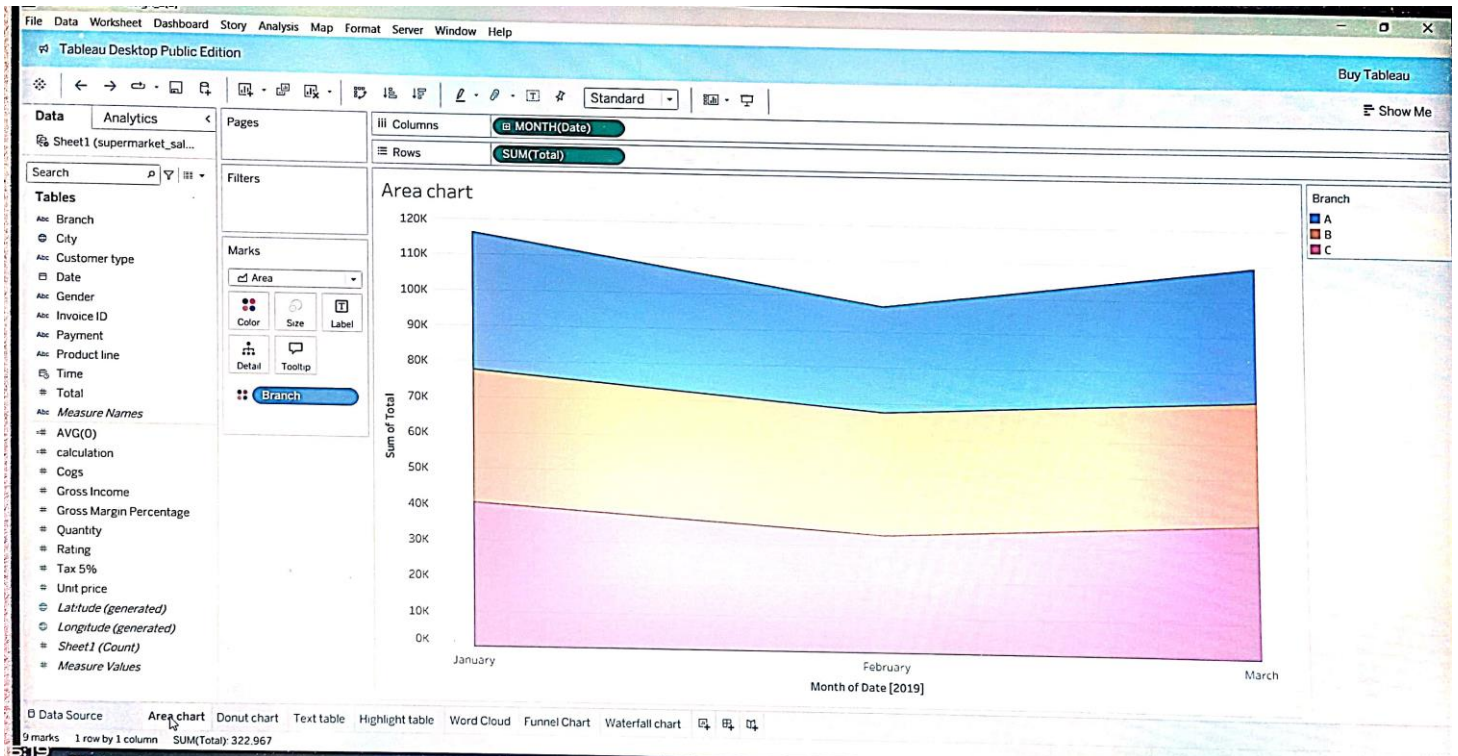 File Data Worksheet Dashboard Story Analysis Map Format Server Window Help
Tableau Desktop Public Edition
Buy Tableau
Standard
Show Me
Data Analytics
Sheet1 (supermarket_sal...
Search
Tables
Abc Branch
City
Abc Customer type
Date
Abc Gender
Abc Invoice ID
Abc Payment
Abc Product line
Time
# Total
Abc Measure Names
=# AVG(0)
=# calculation
# Cogs
# Gross Income
# Gross Margin Percentage
# Quantity
# Rating
# Tax 5%
# Unit price
Latitude (generated)
Longitude (generated)
# Sheet1 (Count)
# Measure Values
Pages
Filters
Marks
Area
Color Size Label
Detail Tooltip
Branch
Columns MONTH(Date)
Rows SUM(Total)
Area chart
120K
110K
100K
90K
80K
70K
60K
50K
40K
30K
20K
10K
0K
Sum of Total
January February March
Month of Date [2019]
Branch
A
B
C
Data Source Area chart Donut chart Text table Highlight table Word Cloud Funnel Chart Waterfall chart
9 marks 1 row by 1 column SUM(Total): 322.967